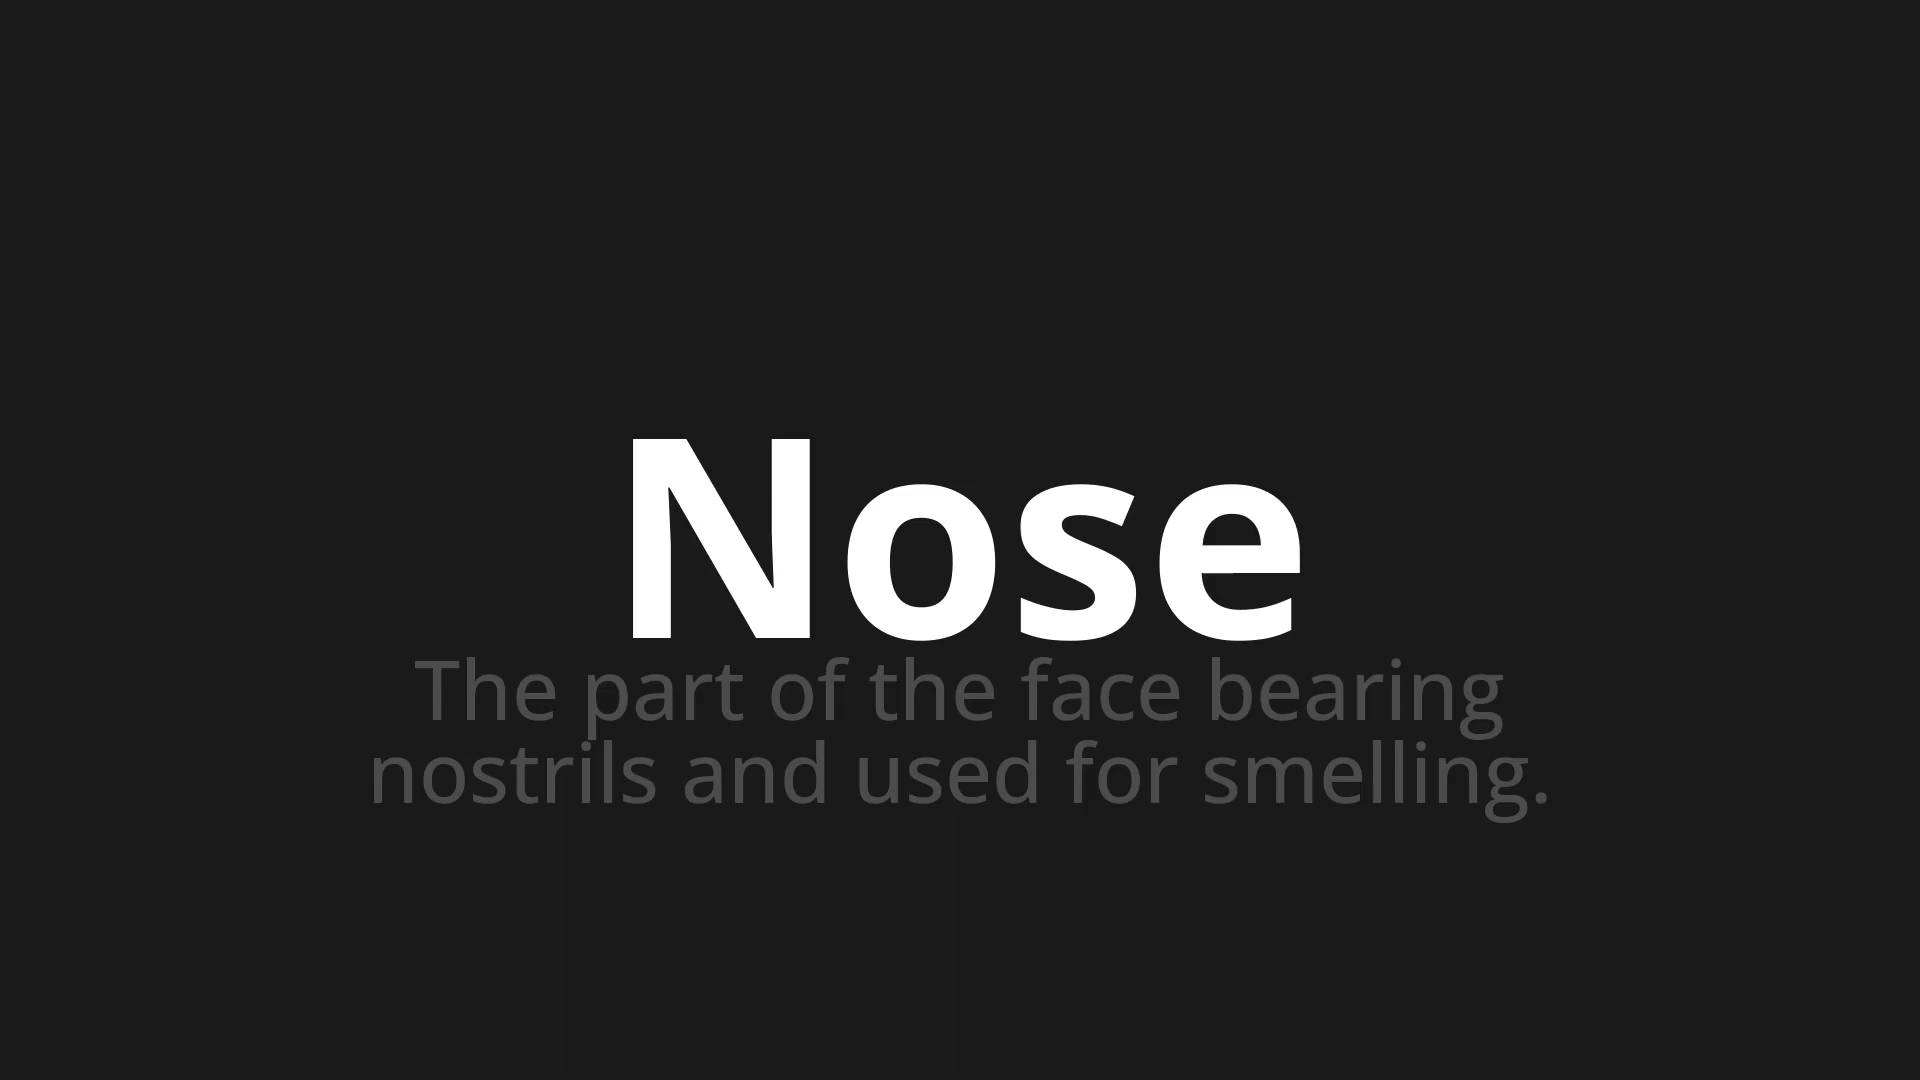 Nose
The part of the face bearing
nostrils and used for smelling.